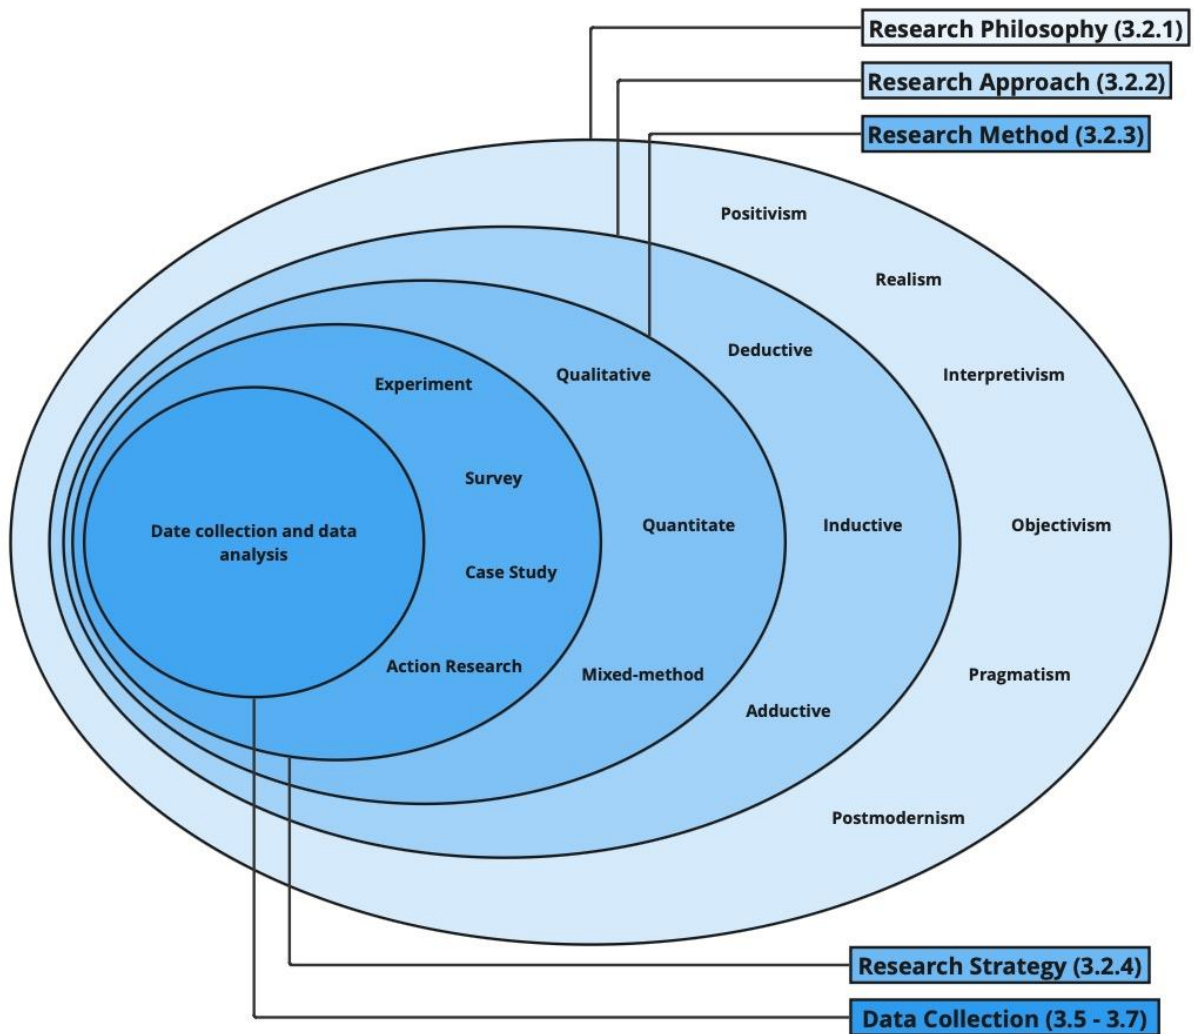 Research Philosophy (3.2.1)
Research Approach (3.2.2)
Research Method (3.2.3)
Positivism
Realism
Interpretivism
Objectivism
Pragmatism
Postmodernism
Deductive
Inductive
Adductive
Qualitative
Quantitate
Mixed-method
Experiment
Survey
Case Study
Action Research
Date collection and data
analysis
Research Strategy (3.2.4)
Data Collection (3.5 - 3.7)